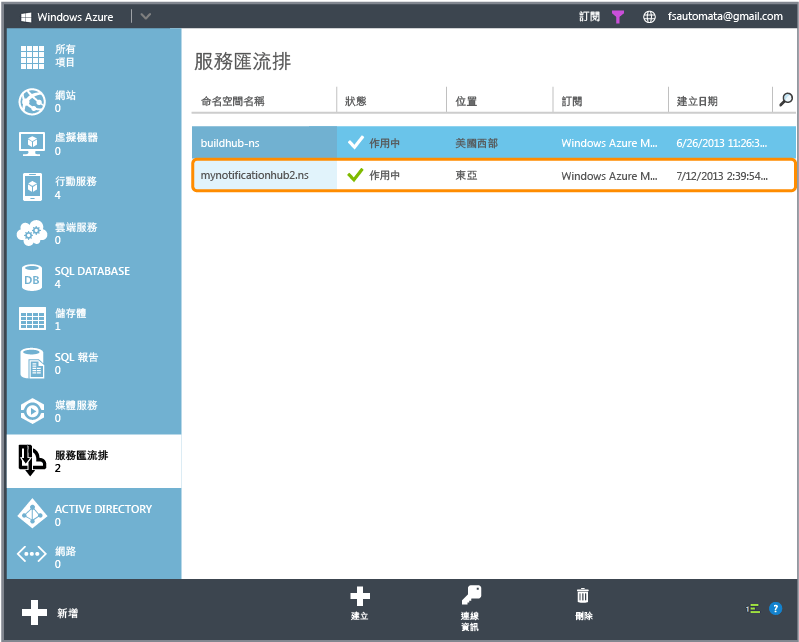 Windows Azure
訂閱
fsautomata@gmail.com
所有
項目
網站
0
虛擬機器
0
行動服務
4
雲端服務
0
DB
SQL DATABASE
4
儲存體
1
SQL 報告
0
媒體服務
0
服務匯流排
2
ACTIVE DIRECTORY
0
網路
0
服務匯流排
命名空間名稱 狀態 位置 訂閱 建立日期
buildhub-ns 作用中 美國西部 Windows Azure M... 6/26/2013 11:26:3...
mynotificationhub2.ns 作用中 東亞 Windows Azure M... 7/12/2013 2:39:54...
新增
建立
連線
資訊
刪除
1
?